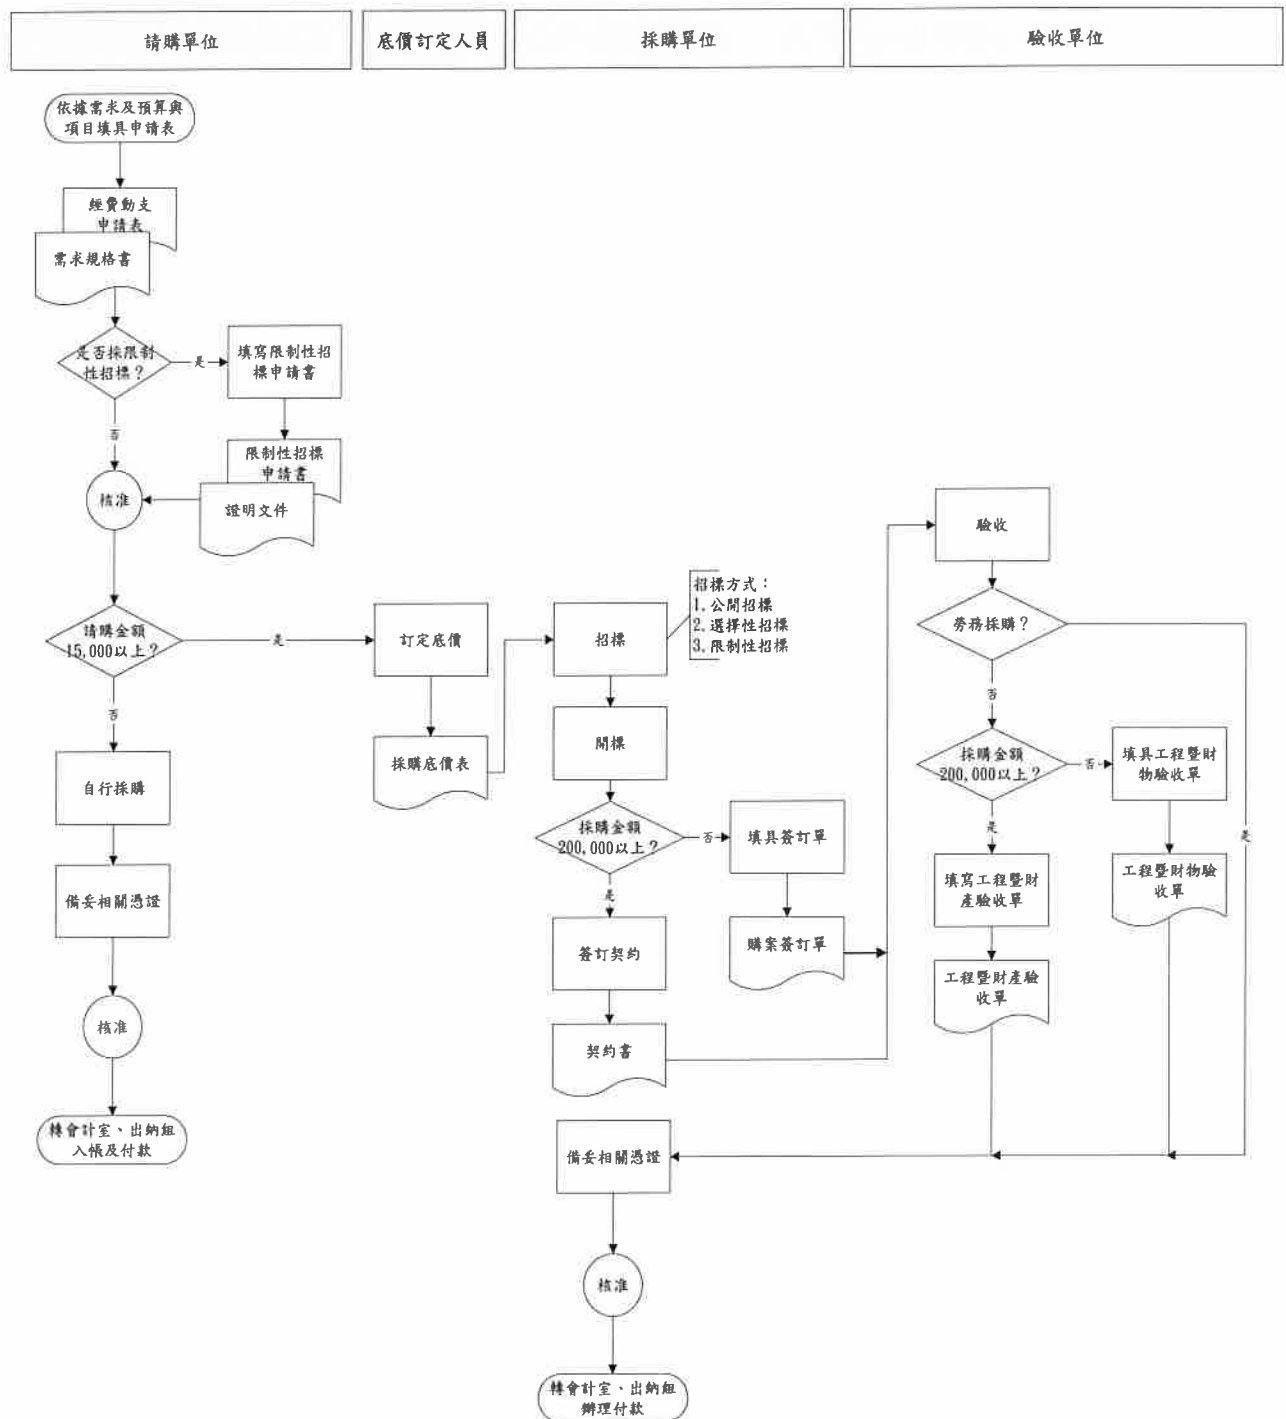 請購單位
底價訂定人員
採購單位
驗收單位
依據需求及預算與
項目填具申請表
經費動支
申請表
需求規格書
是否採限制
性招標？
是
填寫限制性招
標申請書
否
限制性招標
申請書
證明文件
核准
請購金額
15,000以上？
是
否
自行採購
備妥相關憑證
核准
轉會計室、出納組
入帳及付款
訂定底價
採購底價表
招標
招標方式：
1.公開招標
2.選擇性招標
3.限制性招標
開標
採購金額
200,000以上？
否
填具簽訂單
是
簽訂契約
購案簽訂單
契約書
驗收
勞務採購？
否
是
採購金額
200,000以上？
否
填具工程暨財
物驗收單
是
填寫工程暨財
產驗收單
工程暨財物驗
收單
工程暨財產驗
收單
備妥相關憑證
核准
轉會計室、出納組
辦理付款